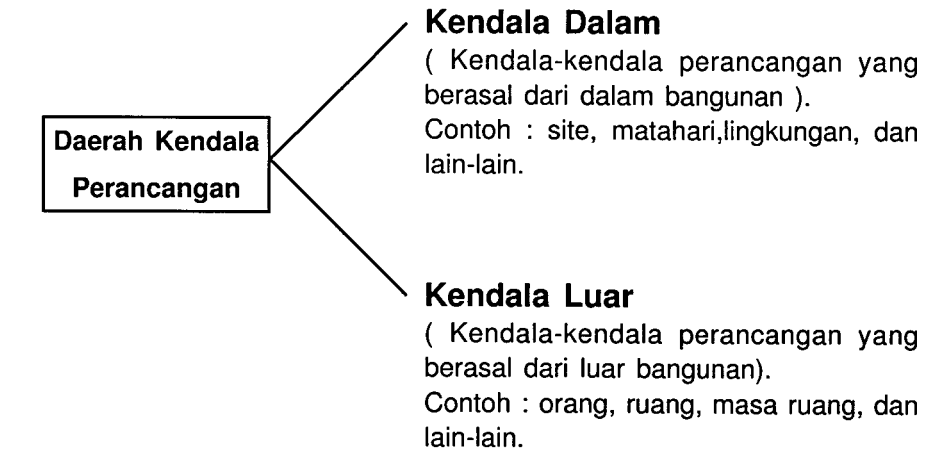 Daerah Kendala
Perancangan
Kendala Dalam
( Kendala-kendala perancangan yang
berasal dari dalam bangunan ).
Contoh : site, matahari,lingkungan, dan
lain-lain.
Kendala Luar
( Kendala-kendala perancangan yang
berasal dari luar bangunan).
Contoh : orang, ruang, masa ruang, dan
lain-lain.